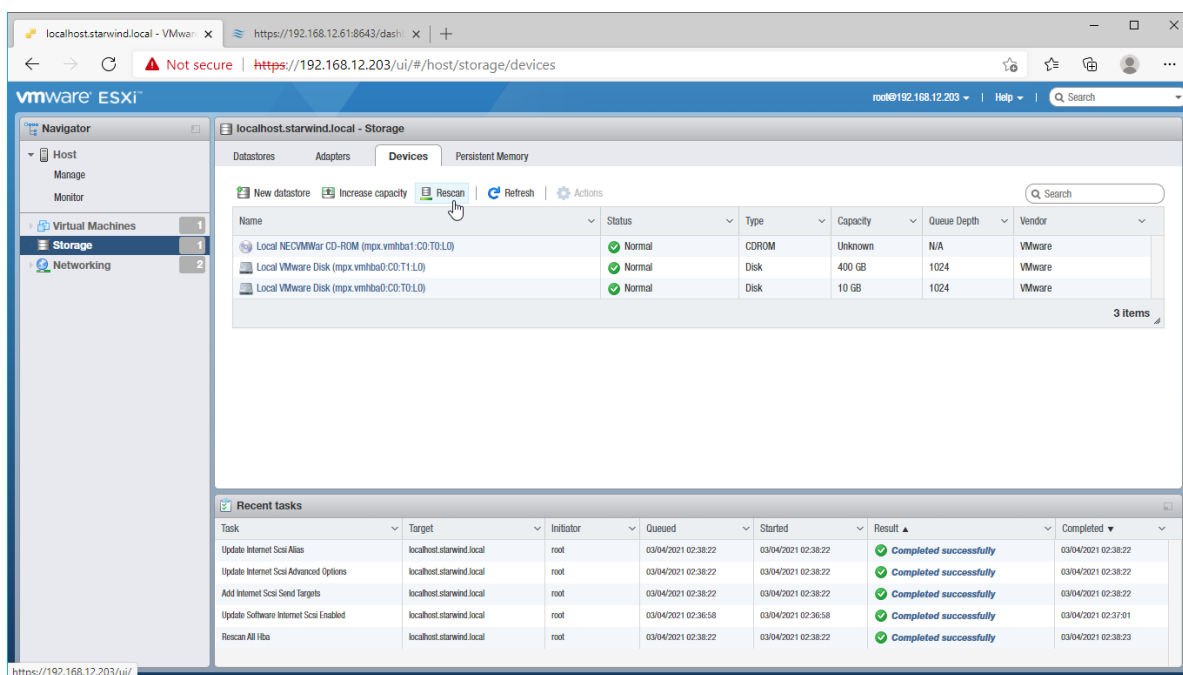 localhost.starwind.local - VMwar
https://192.168.12.61:8643/dashl
Not secure | https://192.168.12.203/ui/#/host/storage/devices
vmware ESXi™
root@192.168.12.203 | Help | Search
Navigator
localhost.starwind.local - Storage
Host
Manage
Monitor
Virtual Machines 1
Storage 1
Networking 2
Datastores Adapters Devices Persistent Memory
New datastore Increase capacity Rescan | Refresh | Actions Search
Name Status Type Capacity Queue Depth Vendor
Local NECVMWar CD-ROM (mpx.vmhba1:C0:T0:L0) Normal CDROM Unknown N/A VMware
Local VMware Disk (mpx.vmhba0:C0:T1:L0) Normal Disk 400 GB 1024 VMware
Local VMware Disk (mpx.vmhba0:C0:T0:L0) Normal Disk 10 GB 1024 VMware
3 items
Recent tasks
Task Target Initiator Queued Started Result ▲ Completed ▼
Update Internet Scsi Alias localhost.starwind.local root 03/04/2021 02:38:22 03/04/2021 02:38:22 Completed successfully 03/04/2021 02:38:22
Update Internet Scsi Advanced Options localhost.starwind.local root 03/04/2021 02:38:22 03/04/2021 02:38:22 Completed successfully 03/04/2021 02:38:22
Add Internet Scsi Send Targets localhost.starwind.local root 03/04/2021 02:38:22 03/04/2021 02:38:22 Completed successfully 03/04/2021 02:38:22
Update Software Internet Scsi Enabled localhost.starwind.local root 03/04/2021 02:36:58 03/04/2021 02:36:58 Completed successfully 03/04/2021 02:37:01
Rescan All Hba localhost.starwind.local root 03/04/2021 02:38:22 03/04/2021 02:38:22 Completed successfully 03/04/2021 02:38:23
https://192.168.12.203/ui/